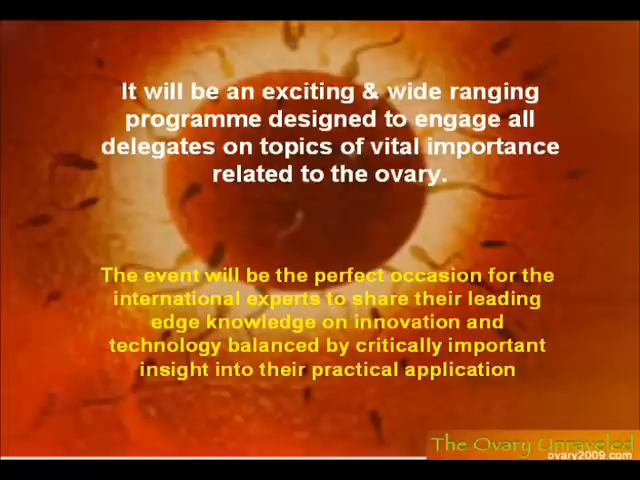 It will be an exciting & wide ranging
programme designed to engage all
delegates on topics of vital importance
related to the ovary.
The event will be the perfect occasion for the
international experts to share their leading
edge knowledge on innovation and
technology balanced by critically important
insight into their practical application
The Ovary Unraveled
ovary2009.com